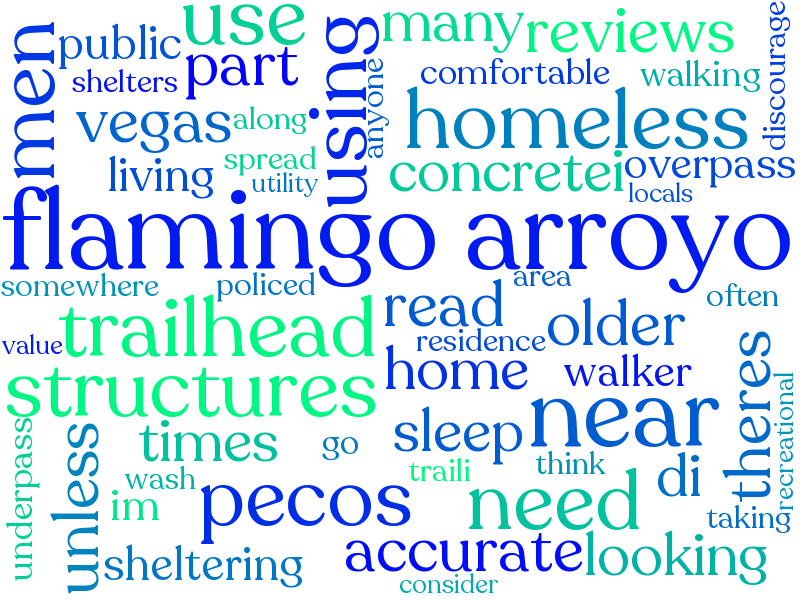 men
public
use
many
reviews
discourage
shelters
part
using
anyone
comfortable
walking
vegas
along
homeless
living
spread
utility
concretei
overpass
locals
flamingo arroyo
somewhere
policed
area
often
value
trailhead
read
residence
older
structures
home
walker
theres
recreational
underpass
unless
times
go
sleep
near
wash
traili
think
di
im
pecos
need
taking
sheltering
accurate
looking
consider